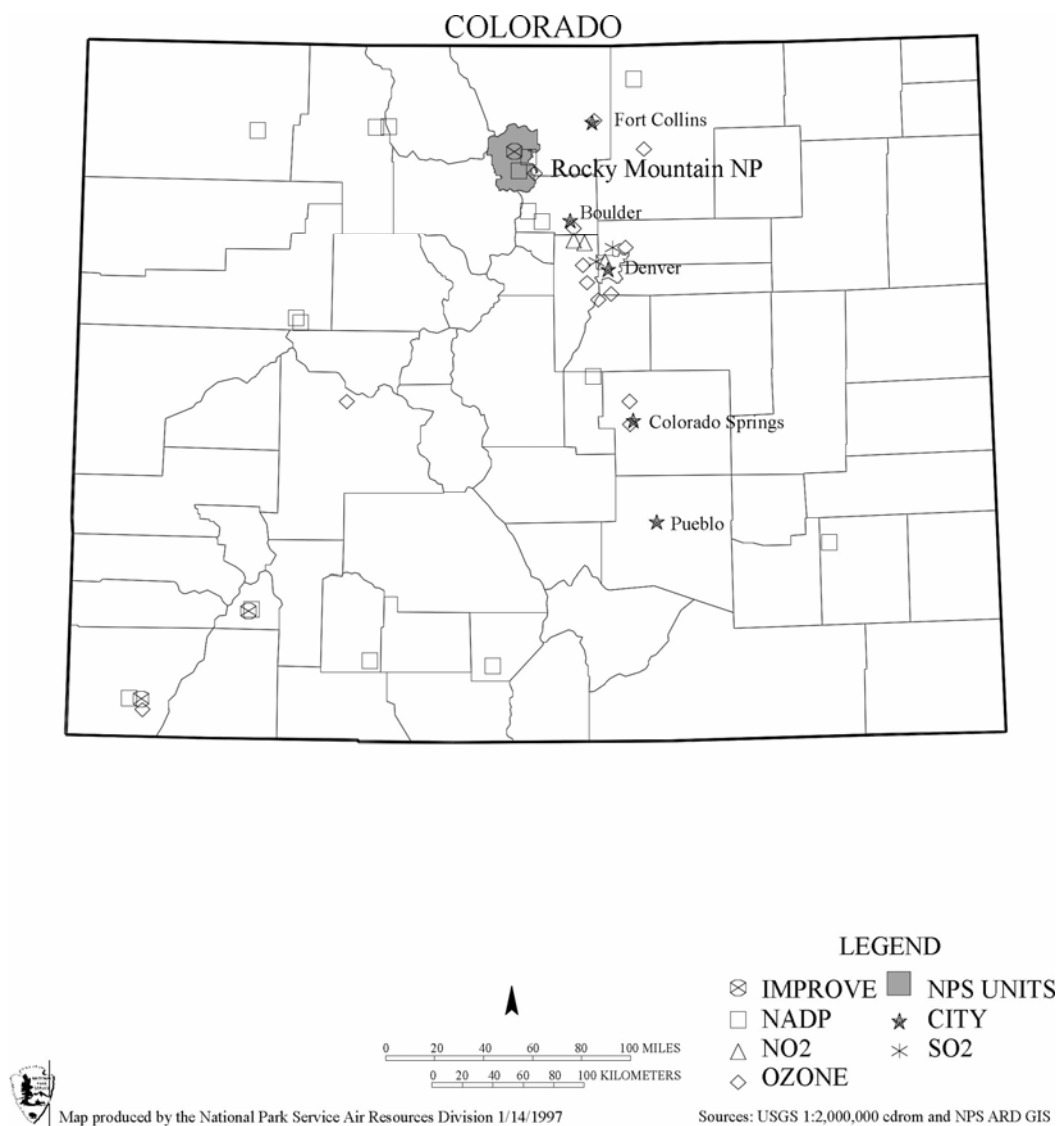 COLORADO
Fort Collins
Rocky Mountain NP
Boulder
Denver
Colorado Springs
Pueblo
LEGEND
IMPROVE NPS UNITS
NADP CITY
NO2 SO2
OZONE
0 20 40 60 80 100 MILES
0 20 40 60 80 100 KILOMETERS
Map produced by the National Park Service Air Resources Division 1/14/1997
Sources: USGS 1:2,000,000 cdrom and NPS ARD GIS